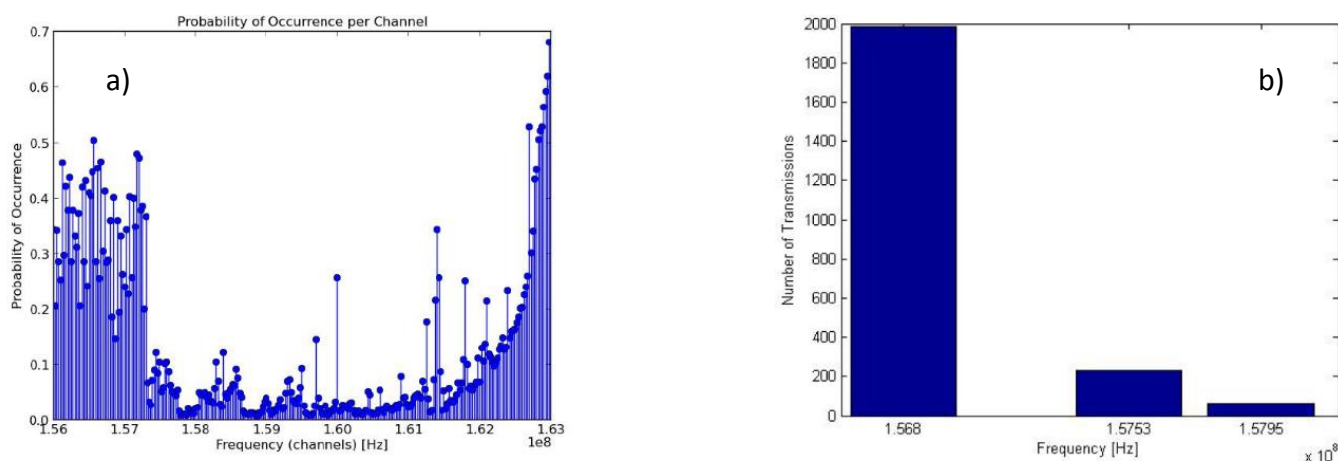 Probability of Occurrence per Channel
a)
Probability of Occurrence
0.7
0.6
0.5
0.4
0.3
0.2
0.1
0.0
1.56 1.57 1.58 1.59 1.60 1.61 1.62 1.63
1e8
Frequency (channels) [Hz]
b)
Number of Transmissions
2000
1800
1600
1400
1200
1000
800
600
400
200
0
1.568 1.5753 1.5795
Frequency [Hz]
x 10⁸